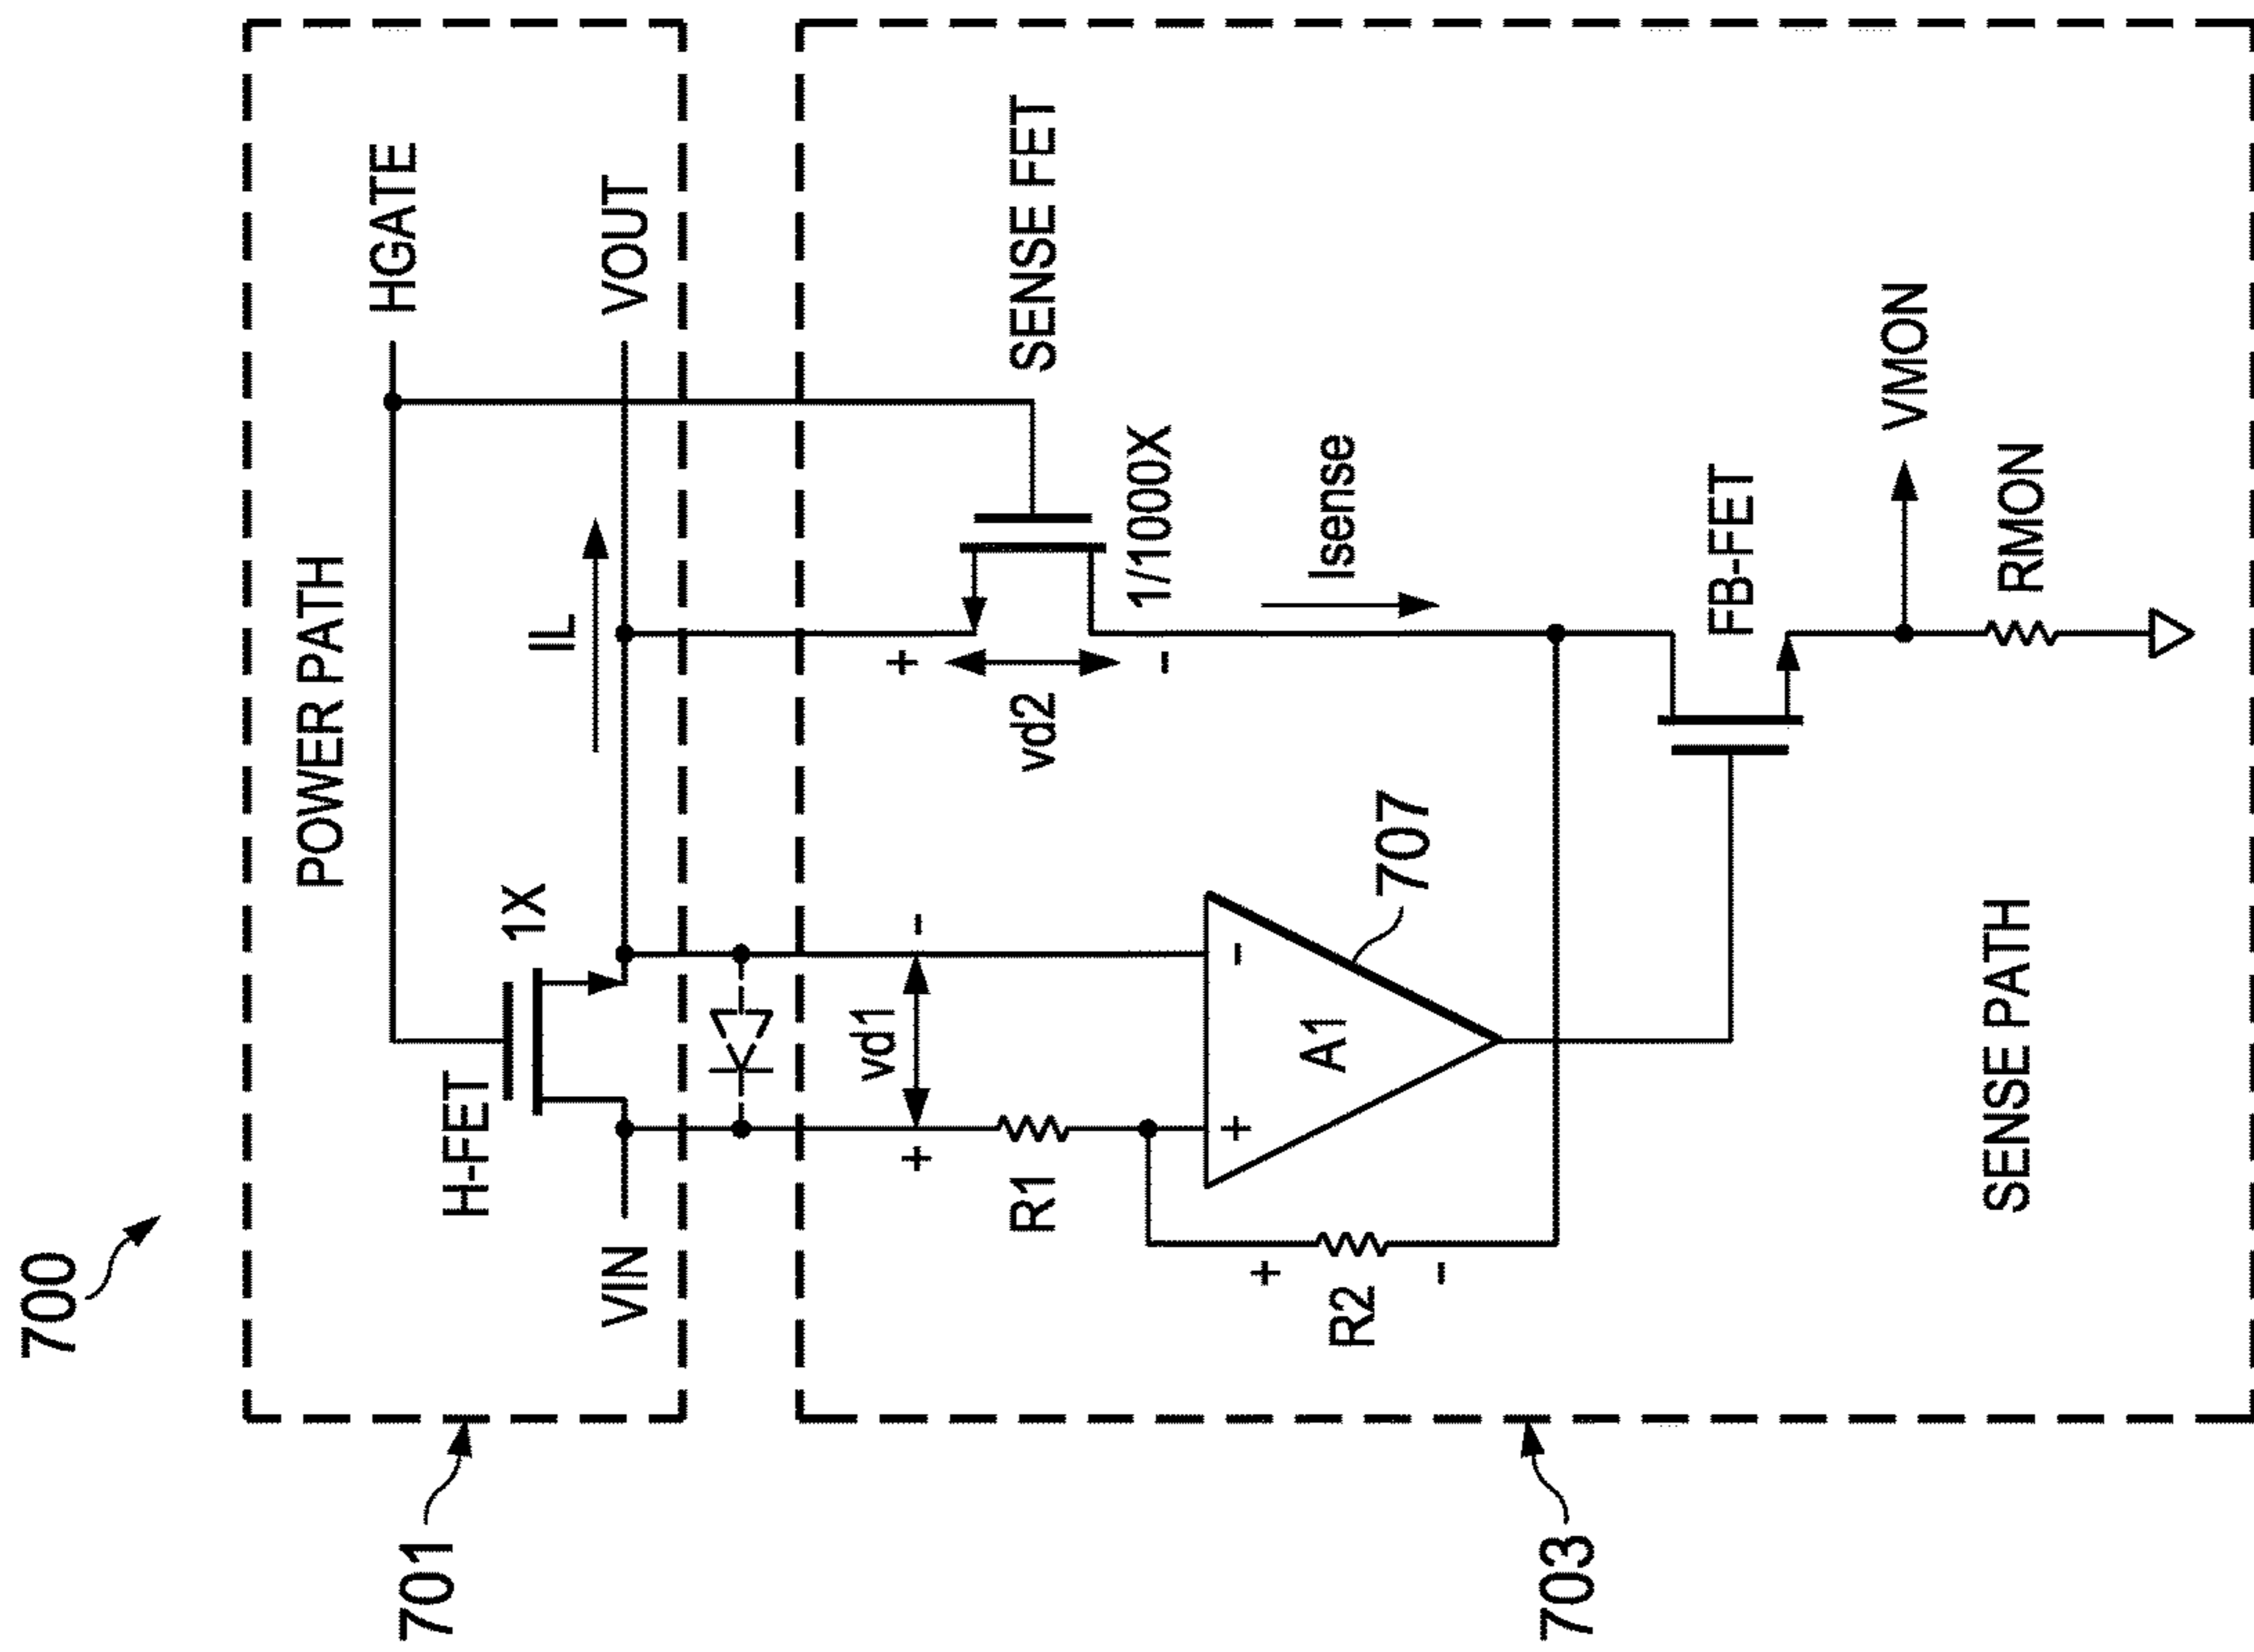 700
701
POWER PATH
HGATE
H-FET
1X
IL
VIN
VOUT
703
vd1
+
-
vd2
+
-
SENSE FET
1/1000X
R1
+
-
A1
707
R2
+
-
Isense
FB-FET
VMON
RMON
SENSE PATH